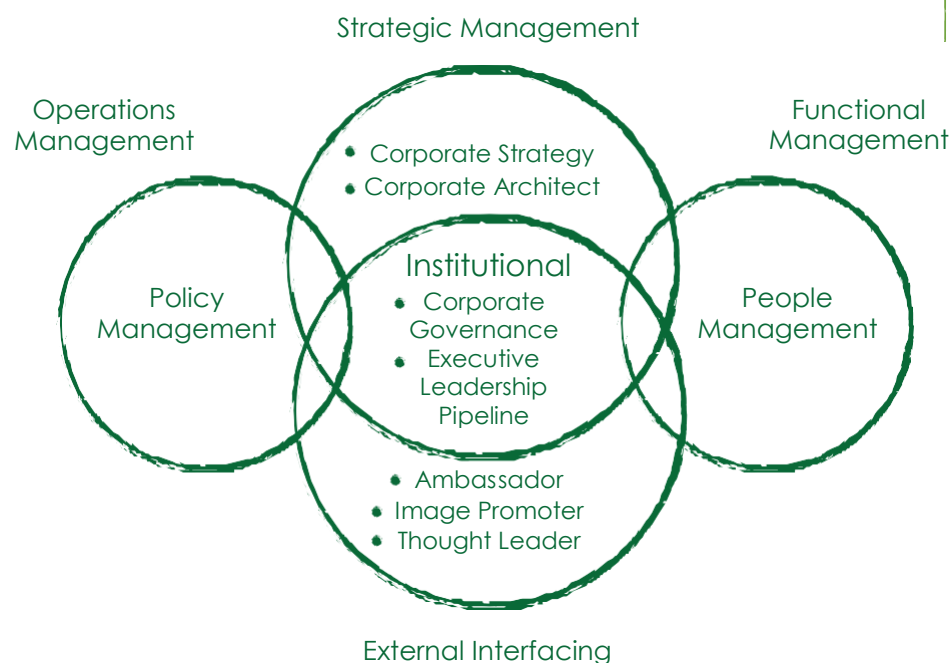 Strategic Management
Operations
Management
Functional
Management
Corporate Strategy
Corporate Architect
Policy
Management
Institutional
Corporate
Governance
Executive
Leadership
Pipeline
People
Management
Ambassador
Image Promoter
Thought Leader
External Interfacing